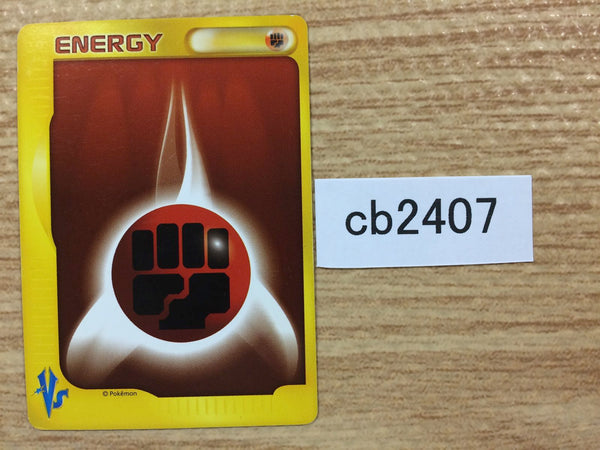 ENERGY
cb2407
© Pokémon
VS